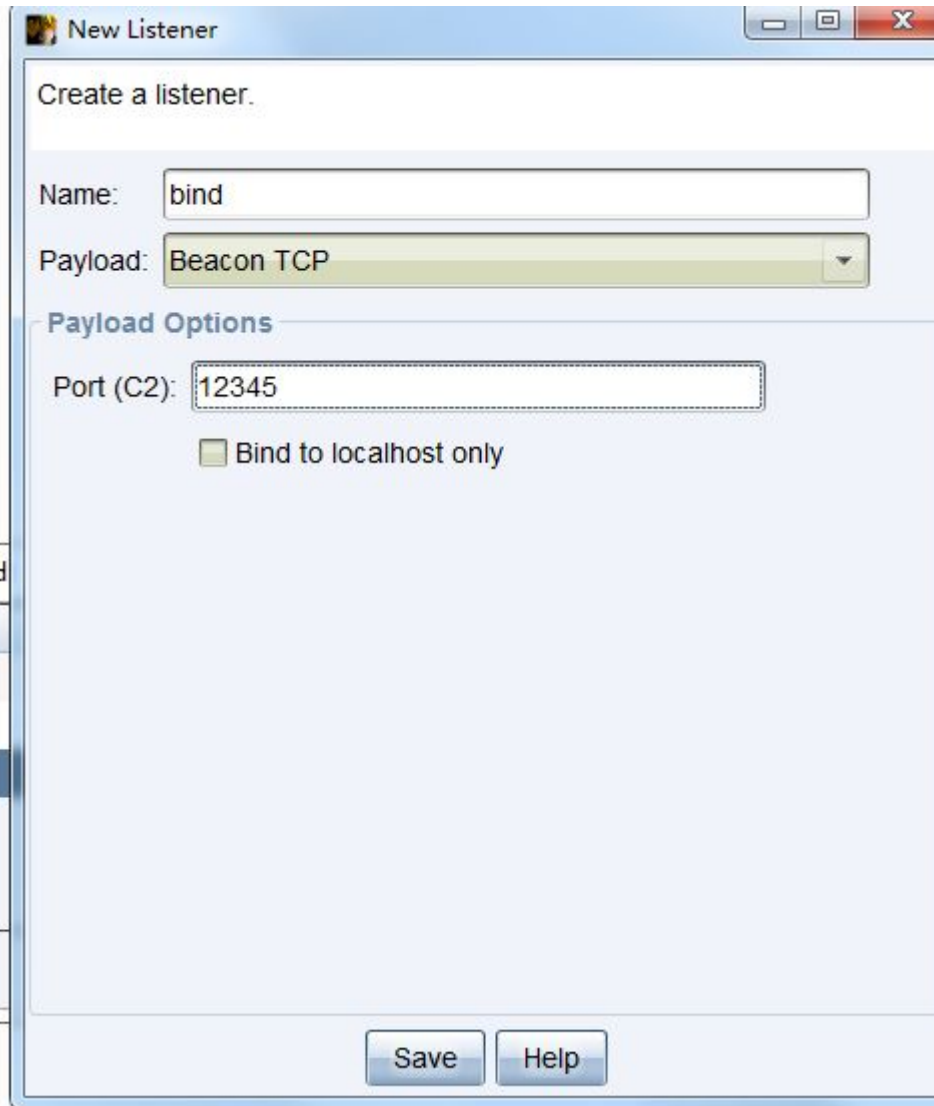 New Listener
Create a listener.
Name: bind
Payload: Beacon TCP
Payload Options
Port (C2): 12345
Bind to localhost only
Save Help